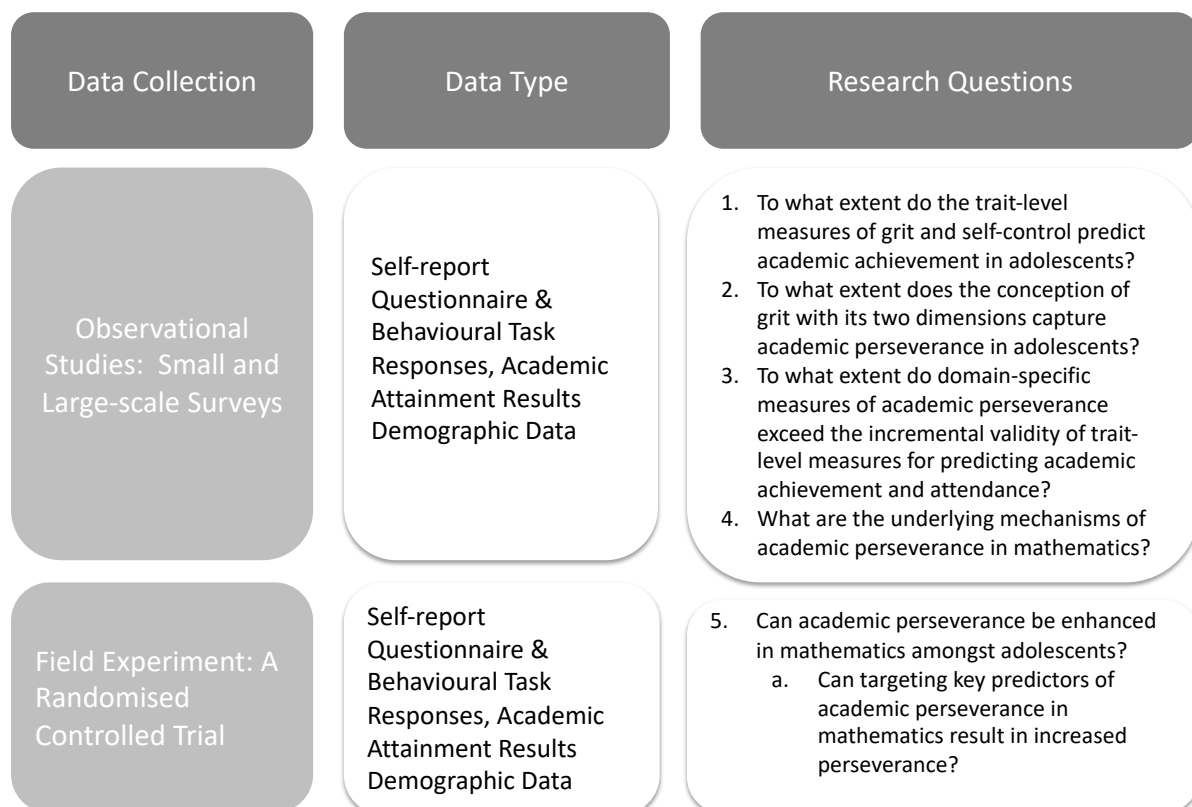 Data Collection
Data Type
Research Questions
Observational
Studies:  Small and
Large-scale Surveys
Self-report
Questionnaire &
Behavioural Task
Responses, Academic
Attainment Results
Demographic Data
1. To what extent do the trait-level
measures of grit and self-control predict
academic achievement in adolescents?
2. To what extent does the conception of
grit with its two dimensions capture
academic perseverance in adolescents?
3. To what extent do domain-specific
measures of academic perseverance
exceed the incremental validity of trait-
level measures for predicting academic
achievement and attendance?
4. What are the underlying mechanisms of
academic perseverance in mathematics?
Field Experiment: A
Randomised
Controlled Trial
Self-report
Questionnaire &
Behavioural Task
Responses, Academic
Attainment Results
Demographic Data
5. Can academic perseverance be enhanced
in mathematics amongst adolescents?
a. Can targeting key predictors of
academic perseverance in
mathematics result in increased
perseverance?